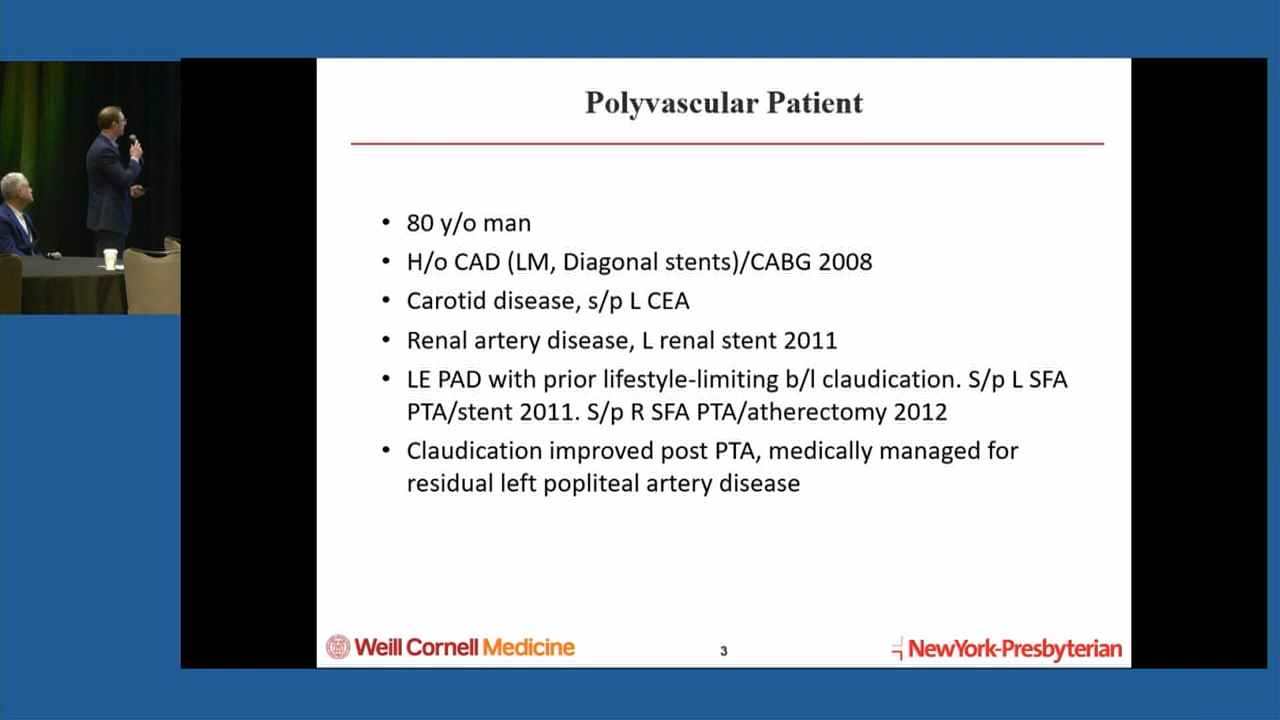 Polyvascular Patient
• 80 y/o man
• H/o CAD (LM, Diagonal stents)/CABG 2008
• Carotid disease, s/p L CEA
• Renal artery disease, L renal stent 2011
• LE PAD with prior lifestyle-limiting b/l claudication. S/p L SFA
PTA/stent 2011. S/p R SFA PTA/atherectomy 2012
• Claudication improved post PTA, medically managed for
residual left popliteal artery disease
Weill Cornell Medicine
3
NewYork-Presbyterian